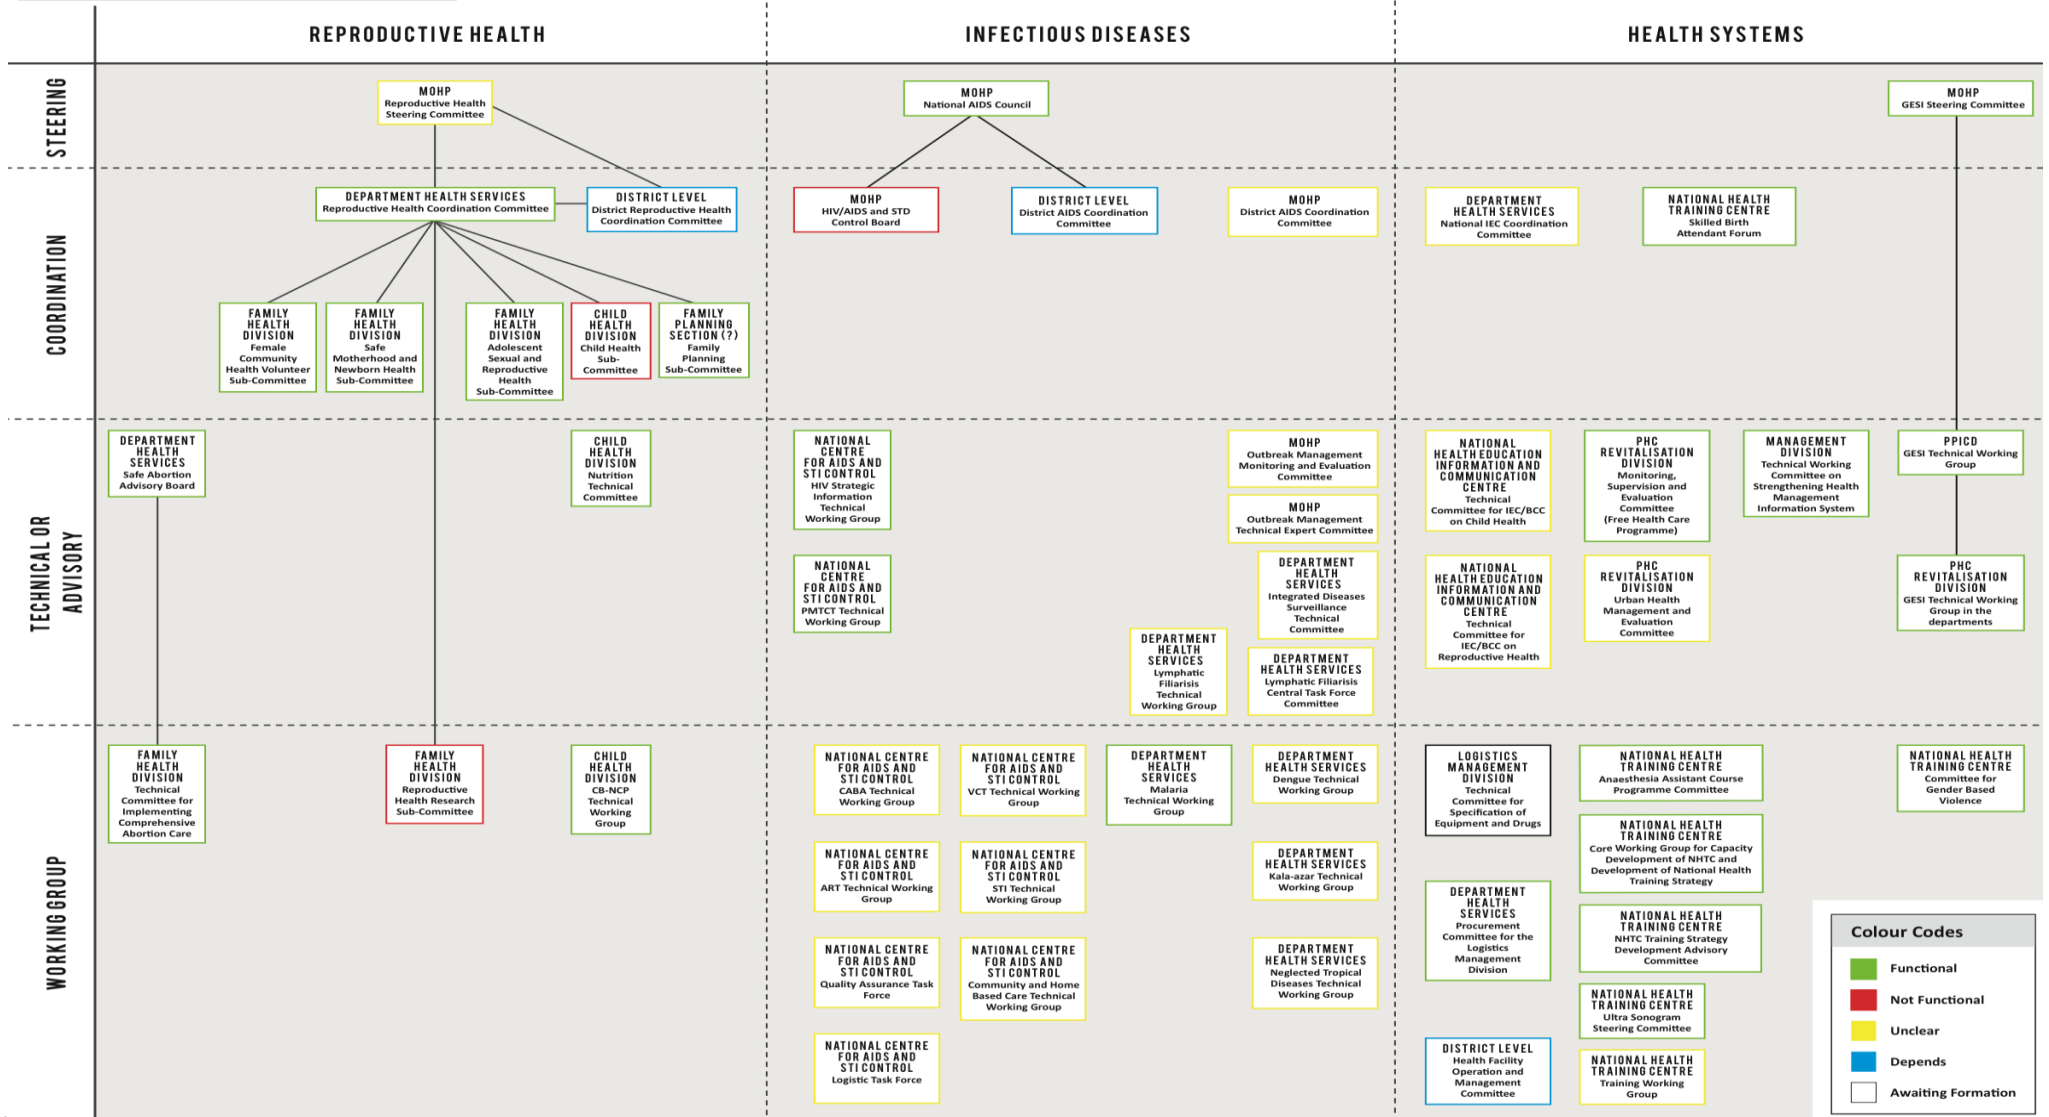 REPRODUCTIVE HEALTH
INFECTIOUS DISEASES
HEALTH SYSTEMS
STEERING
MOHP
Reproductive Health
Steering Committee
MOHP
National AIDS Council
MOHP
GESI Steering Committee
COORDINATION
DEPARTMENT HEALTH SERVICES
Reproductive Health Coordination Committee
DISTRICT LEVEL
District Reproductive Health
Coordination Committee
MOHP
HIV/AIDS and STD
Control Board
DISTRICT LEVEL
District AIDS Coordination
Committee
MOHP
District AIDS Coordination
Committee
DEPARTMENT
HEALTH SERVICES
National IEC Coordination
Committee
NATIONAL HEALTH
TRAINING CENTRE
Skilled Birth
Attendant Forum
FAMILY
HEALTH
DIVISION
Female
Community
Health Volunteer
Sub-Committee
FAMILY
HEALTH
DIVISION
Safe
Motherhood and
Newborn Health
Sub-Committee
FAMILY
HEALTH
DIVISION
Adolescent
Sexual and
Reproductive
Health
Sub-Committee
CHILD
HEALTH
DIVISION
Child Health
Sub-
Committee
FAMILY
PLANNING
SECTION (?)
Family
Planning
Sub-Committee
TECHNICAL OR
ADVISORY
DEPARTMENT
HEALTH
SERVICES
Safe Abortion
Advisory Board
CHILD
HEALTH
DIVISION
Nutrition
Technical
Committee
NATIONAL
CENTRE
FOR AIDS AND
STI CONTROL
HIV Strategic
Information
Technical
Working Group
NATIONAL
CENTRE
FOR AIDS AND
STI CONTROL
PMTCT Technical
Working Group
MOHP
Outbreak Management
Monitoring and Evaluation
Committee
MOHP
Outbreak Management
Technical Expert Committee
DEPARTMENT
HEALTH
SERVICES
Integrated Diseases
Surveillance
Technical
Committee
DEPARTMENT
HEALTH
SERVICES
Lymphatic
Filiarisis
Technical
Working Group
DEPARTMENT
HEALTH SERVICES
Lymphatic Filiarisis
Central Task Force
Committee
NATIONAL
HEALTH EDUCATION
INFORMATION AND
COMMUNICATION
CENTRE
Technical
Committee for IEC/BCC
on Child Health
PHC
REVITALISATION
DIVISION
Monitoring,
Supervision and
Evaluation
Committee
(Free Health Care
Programme)
MANAGEMENT
DIVISION
Technical Working
Committee on
Strengthening Health
Management
Information System
PPICD
GESI Technical Working
Group
NATIONAL
HEALTH EDUCATION
INFORMATION AND
COMMUNICATION
CENTRE
Technical
Committee for
IEC/BCC on
Reproductive Health
PHC
REVITALISATION
DIVISION
Urban Health
Management and
Evaluation
Committee
PHC
REVITALISATION
DIVISION
GESI Technical Working
Group in the
departments
WORKING GROUP
FAMILY
HEALTH
DIVISION
Technical
Committee for
Implementing
Comprehensive
Abortion Care
FAMILY
HEALTH
DIVISION
Reproductive
Health Research
Sub-Committee
CHILD
HEALTH
DIVISION
CB-NCP
Technical
Working
Group
NATIONAL CENTRE
FOR AIDS AND
STI CONTROL
CABA Technical
Working Group
NATIONAL CENTRE
FOR AIDS AND
STI CONTROL
VCT Technical Working
Group
DEPARTMENT
HEALTH
SERVICES
Malaria
Technical Working
Group
DEPARTMENT
HEALTH SERVICES
Dengue Technical
Working Group
NATIONAL CENTRE
FOR AIDS AND
STI CONTROL
ART Technical Working
Group
NATIONAL CENTRE
FOR AIDS AND
STI CONTROL
STI Technical
Working Group
DEPARTMENT
HEALTH SERVICES
Kala-azar Technical
Working Group
NATIONAL CENTRE
FOR AIDS AND
STI CONTROL
Quality Assurance Task
Force
NATIONAL CENTRE
FOR AIDS AND
STI CONTROL
Community and Home
Based Care Technical
Working Group
DEPARTMENT
HEALTH SERVICES
Neglected Tropical
Diseases Technical
Working Group
NATIONAL CENTRE
FOR AIDS AND
STI CONTROL
Logistic Task Force
LOGISTICS
MANAGEMENT
DIVISION
Technical
Committee for
Specification of
Equipment and Drugs
DEPARTMENT
HEALTH
SERVICES
Procurement
Committee for the
Logistics
Management
Division
DISTRICT LEVEL
Health Facility
Operation and
Management
Committee
NATIONAL HEALTH
TRAINING CENTRE
Anaesthesia Assistant Course
Programme Committee
NATIONAL HEALTH
TRAINING CENTRE
Core Working Group for Capacity
Development of NHTC and
Development of National Health
Training Strategy
NATIONAL HEALTH
TRAINING CENTRE
NHTC Training Strategy
Development Advisory
Committee
NATIONAL HEALTH
TRAINING CENTRE
Ultra Sonogram
Steering Committee
NATIONAL HEALTH
TRAINING CENTRE
Training Working
Group
NATIONAL HEALTH
TRAINING CENTRE
Committee for
Gender Based
Violence
Colour Codes
Functional
Not Functional
Unclear
Depends
Awaiting Formation